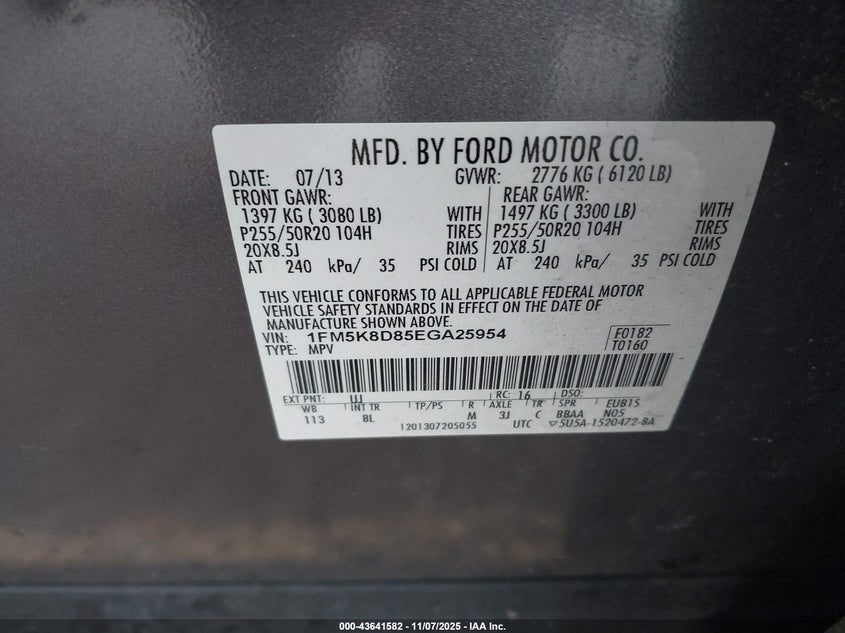 MFD. BY FORD MOTOR CO.
DATE: 07/13 GVWR: 2776 KG ( 6120 LB)
FRONT GAWR: REAR GAWR:
1397 KG ( 3080 LB) WITH 1497 KG ( 3300 LB) WITH
P255/50R20 104H TIRES P255/50R20 104H TIRES
20X8.5J RIMS 20X8.5J RIMS
AT 240 kPa/ 35 PSI COLD AT 240 kPa/ 35 PSI COLD
THIS VEHICLE CONFORMS TO ALL APPLICABLE FEDERAL MOTOR
VEHICLE SAFETY STANDARDS IN EFFECT ON THE DATE OF
MANUFACTURE SHOWN ABOVE.
VIN: 1FM5K8D85EGA25954 F0182
TYPE: MPV T0160
EXT PNT: UJ RC: 16 DSO:
WB INT TR TP/PS R AXLE TR SPR EUB1S
113 8L M 3J C BBAA N05
1201307205055 UTC ▽5U5A-1520472-BA
000-43641582 - 11/07/2025 - IAA Inc.